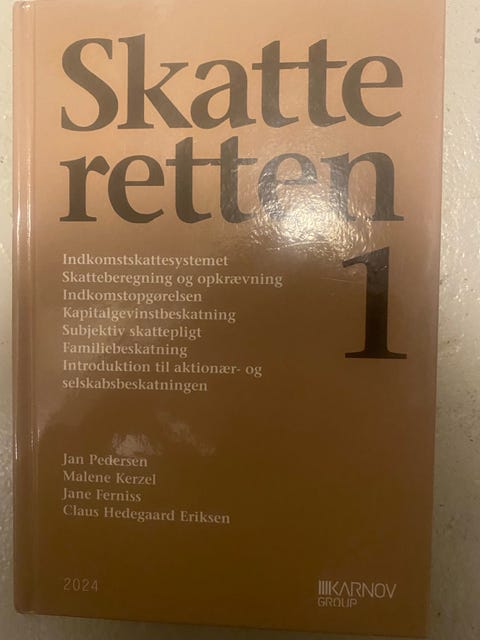 Skatte
retten
1
Indkomstskattesystemet
Skatteberegning og opkrævning
Indkomstopgørelsen
Kapitalgevinstbeskatning
Subjektiv skattepligt
Familiebeskatning
Introduktion til aktionær- og
selskabsbeskatningen
Jan Pedersen
Malene Kerzel
Jane Ferniss
Claus Hedegaard Eriksen
2024
KARNOV
GROUP